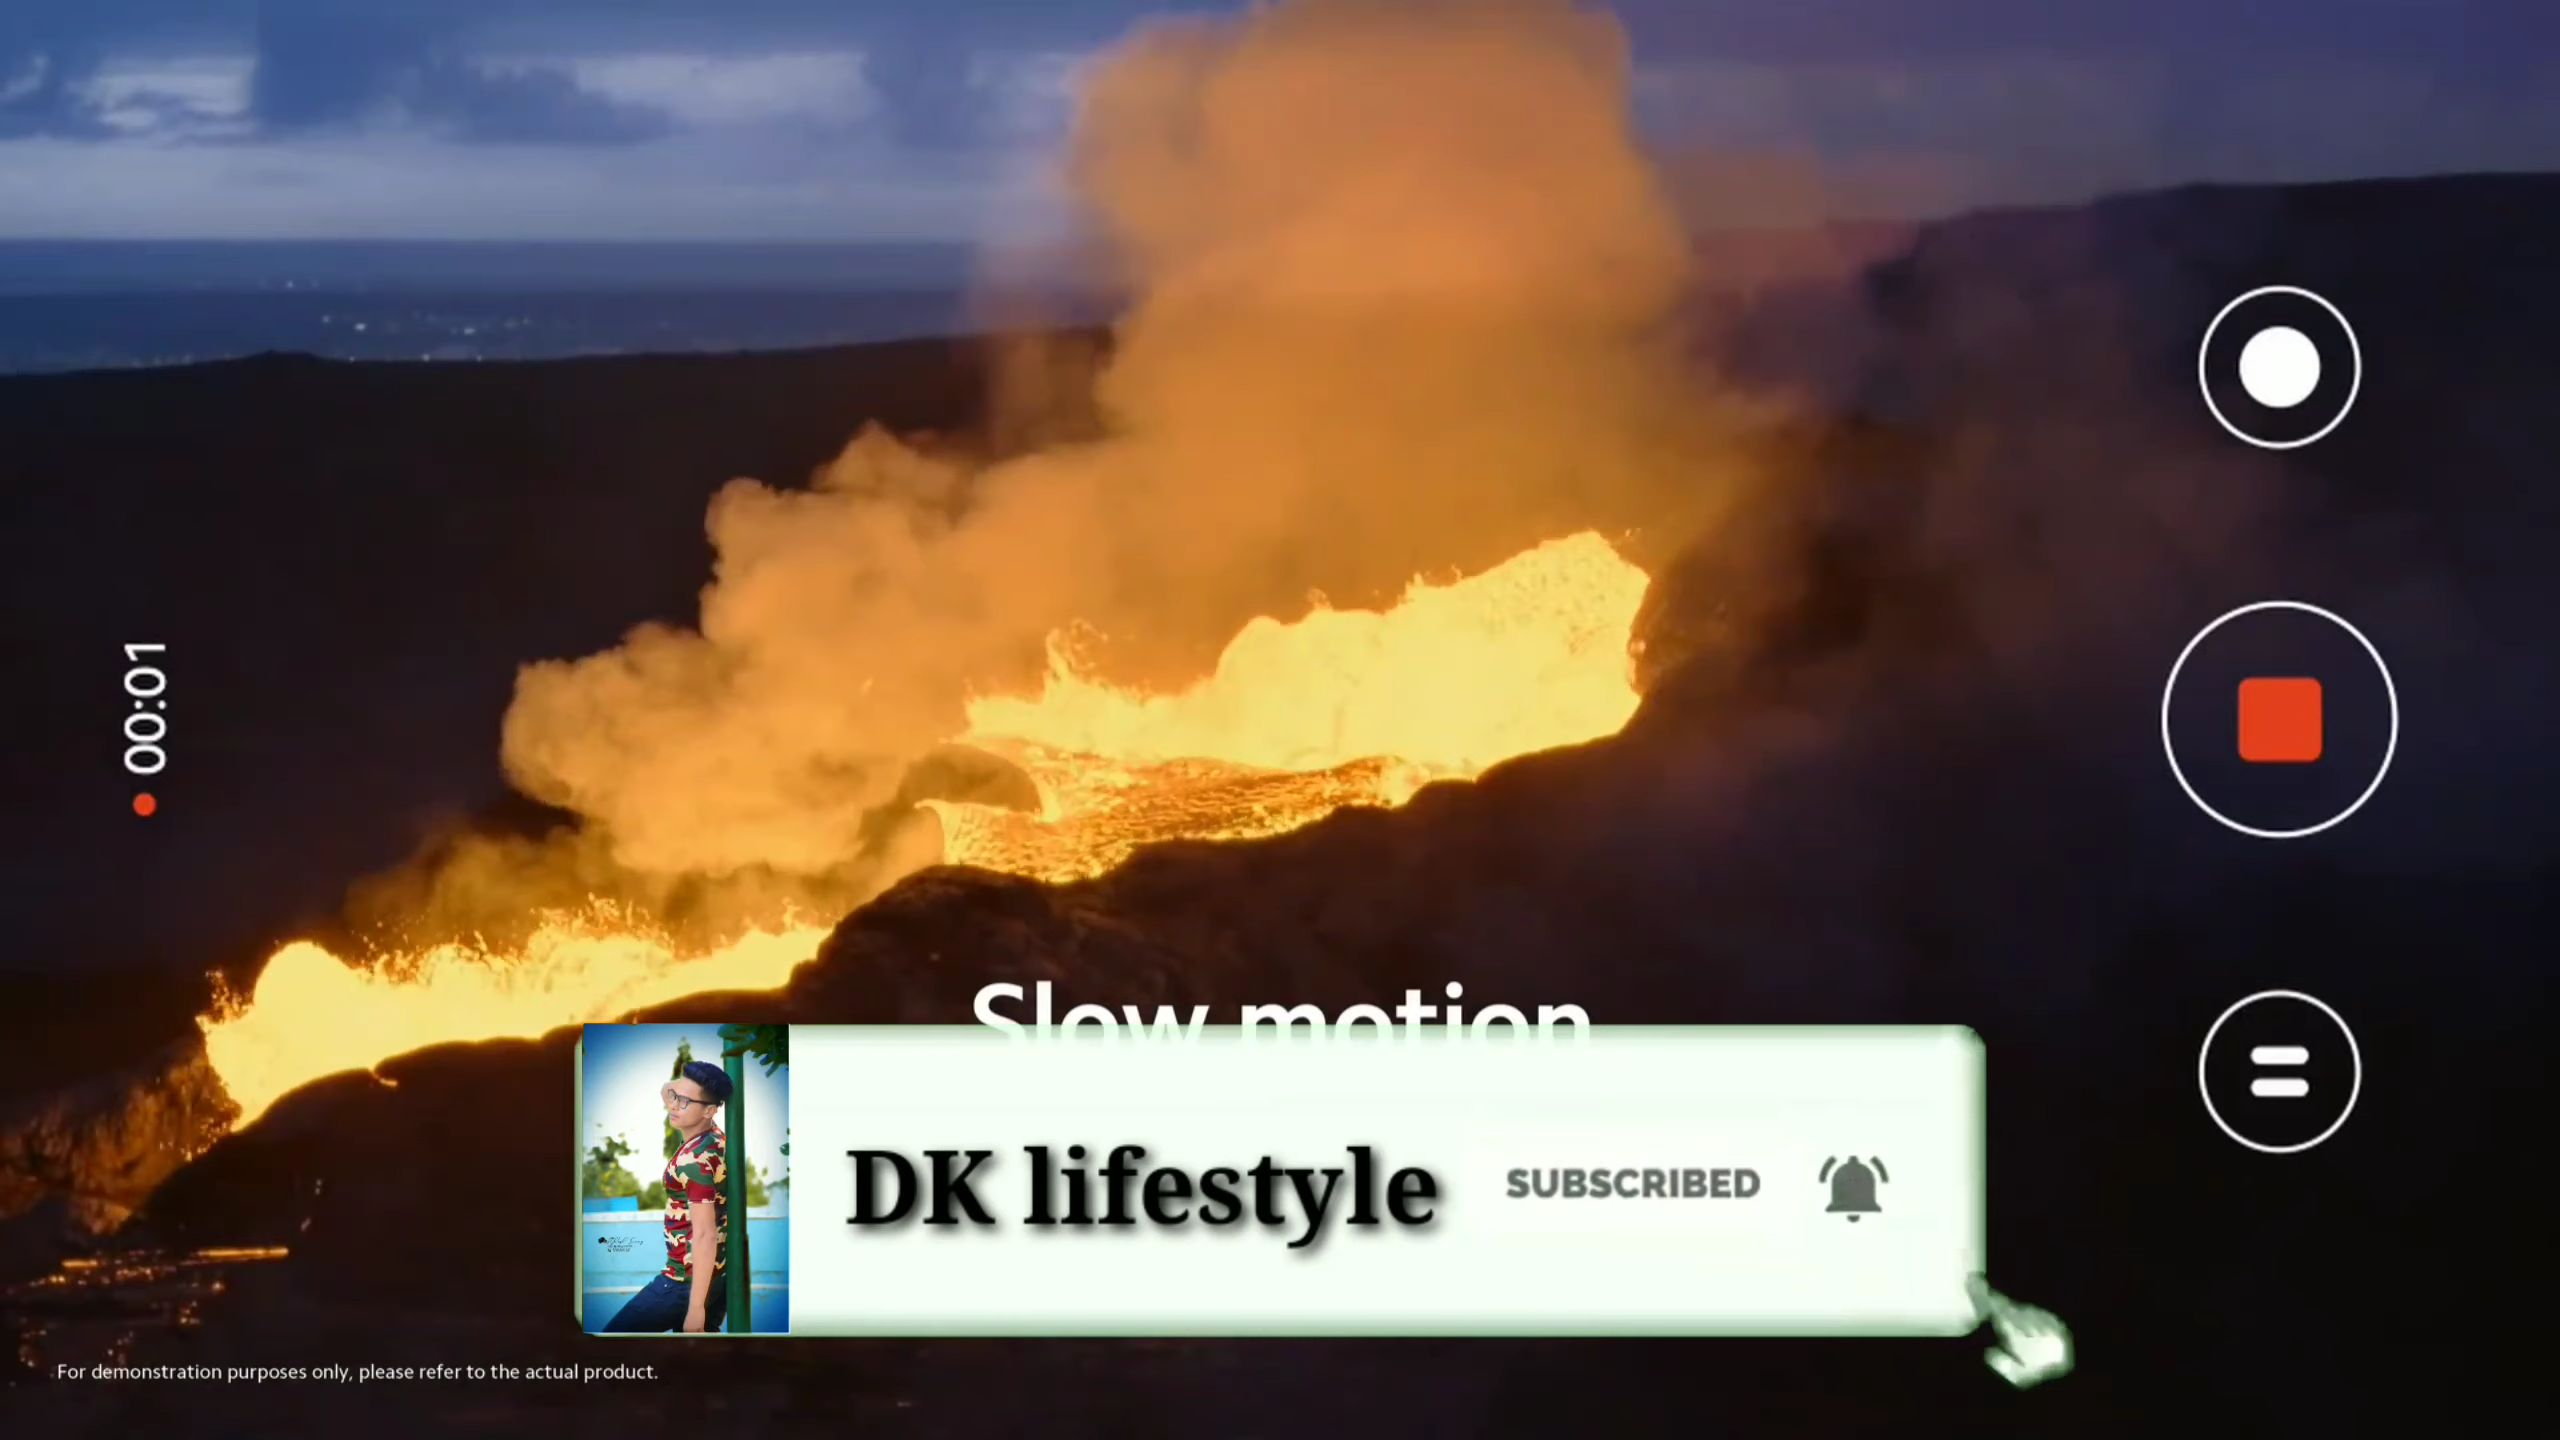 00:01
Slow motion
DK lifestyle
SUBSCRIBED
For demonstration purposes only, please refer to the actual product.